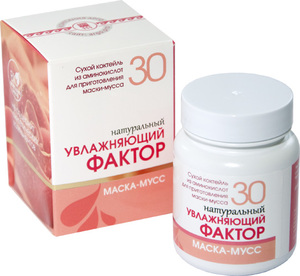 Сухой коктейль
из аминокислот
для приготовления
маски-мусса
30
натуральный
УВЛАЖНЯЮЩИЙ
ФАКТОР
МАСКА-МУСС
Сухой коктейль
из аминокислот
для приготовления
маски-мусса
30
натуральный
УВЛАЖНЯЮЩИЙ
ФАКТОР
МАСКА-МУСС